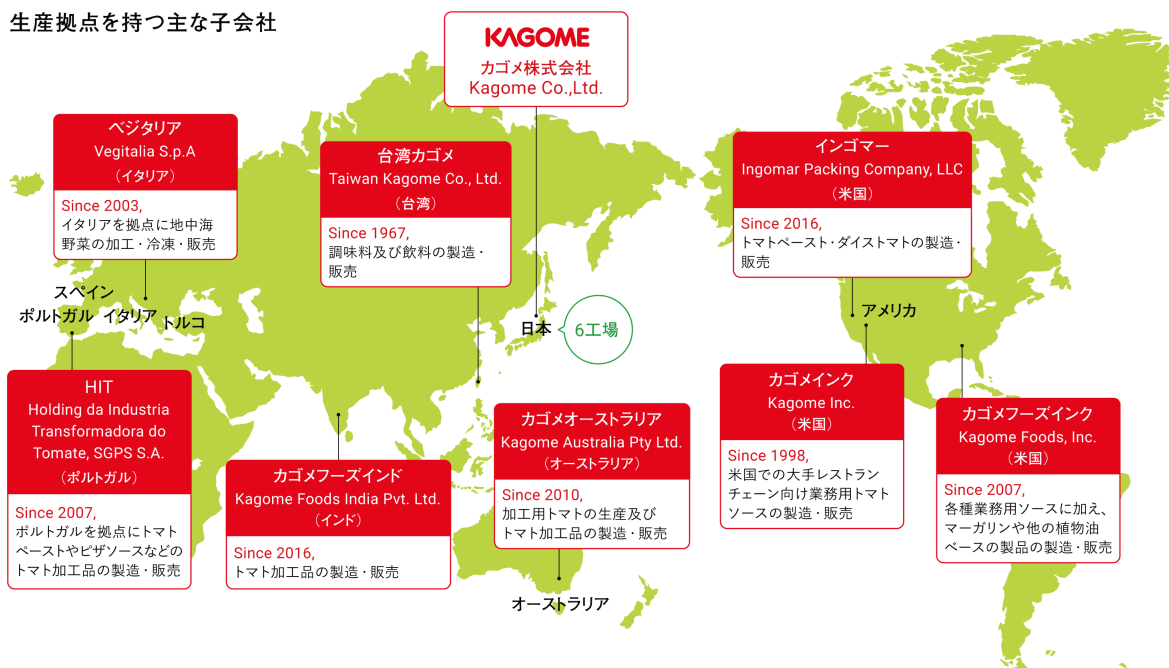 生産拠点を持つ主な子会社
KAGOME
カゴメ株式会社
Kagome Co.,Ltd.
ベジタリア
Vegitalia S.p.A
（イタリア）
Since 2003,
イタリアを拠点に地中海
野菜の加工・冷凍・販売
台湾カゴメ
Taiwan Kagome Co., Ltd.
（台湾）
Since 1967,
調味料及び飲料の製造・
販売
インゴマー
Ingomar Packing Company, LLC
（米国）
Since 2016,
トマトペースト・ダイストマトの製造・
販売
スペイン
ポルトガル
イタリア
トルコ
日本
6工場
アメリカ
HIT
Holding da Industria
Transformadora do
Tomate, SGPS S.A.
（ポルトガル）
Since 2007,
ポルトガルを拠点にトマト
ペーストやピザソースなどの
トマト加工品の製造・販売
カゴメフーズインド
Kagome Foods India Pvt. Ltd.
（インド）
Since 2016,
トマト加工品の製造・販売
カゴメオーストラリア
Kagome Australia Pty Ltd.
（オーストラリア）
Since 2010,
加工用トマトの生産及び
トマト加工品の製造・販売
オーストラリア
カゴメインク
Kagome Inc.
（米国）
Since 1998,
米国での大手レストラン
チェーン向け業務用トマト
ソースの製造・販売
カゴメフーズインク
Kagome Foods, Inc.
（米国）
Since 2007,
各種業務用ソースに加え、
マーガリンや他の植物油
ベースの製品の製造・販売